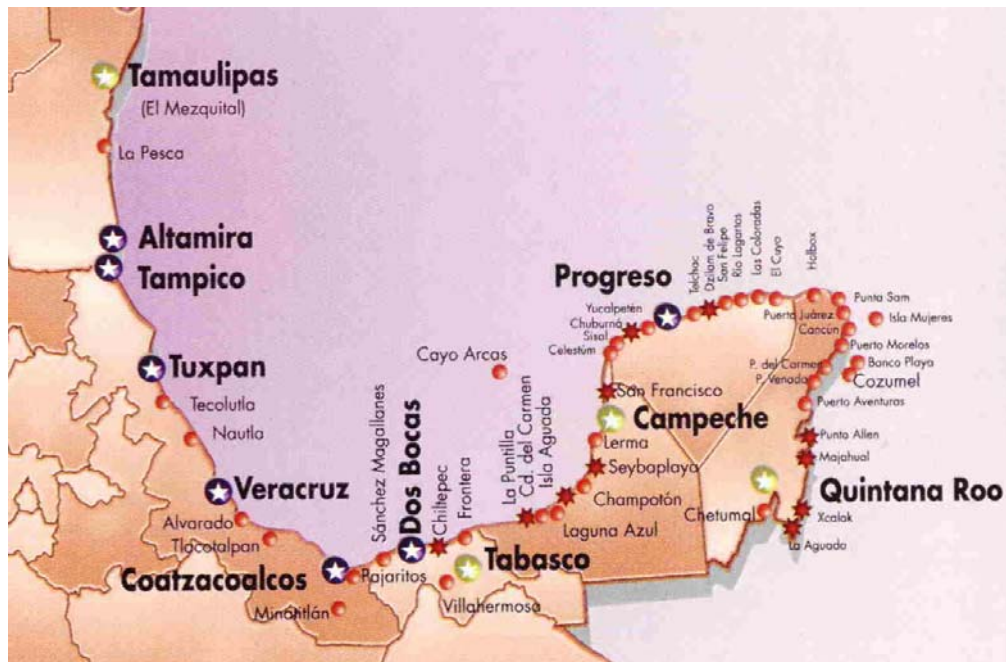 Tamaulipas
(El Mezquital)
La Pesca
Altamira
Tampico
Tuxpan
Tecolutla
Nautla
Veracruz
Alvarado
Tlacotalpan
Coatzacoalcos
Pajaritos
Minatitlán
Sánchez Magallanes
Dos Bocas
Chiltepec
Frontera
Tabasco
Villahermosa
Cayo Arcas
La Puntilla
Cd. del Carmen
Isla Aguada
Laguna Azul
Champotón
Seybaplaya
Lerma
Campeche
San Francisco
Celestúm
Sisal
Chuburná
Yucalpetén
Progreso
Telchac
Dzilam de Bravo
San Felipe
Río Lagartos
Las Coloradas
El Cuyo
Holbox
Punta Sam
Puerto Juárez
Isla Mujeres
Cancún
Puerto Morelos
P. del Carmen
Banco Playa
P. Venado
Cozumel
Puerto Aventuras
Punta Allen
Majahual
Quintana Roo
Chetumal
Xcalak
La Aguada